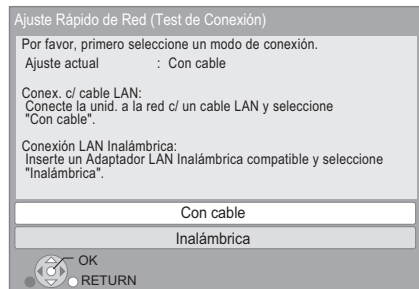 Ajuste Rápido de Red (Test de Conexión)
Por favor, primero seleccione un modo de conexión.
Ajuste actual : Con cable
Conex. c/ cable LAN:
Conecte la unid. a la red c/ un cable LAN y seleccione
"Con cable".
Conexión LAN Inalámbrica:
Inserte un Adaptador LAN Inalámbrica compatible y seleccione
"Inalámbrica".
Con cable
Inalámbrica
OK
RETURN